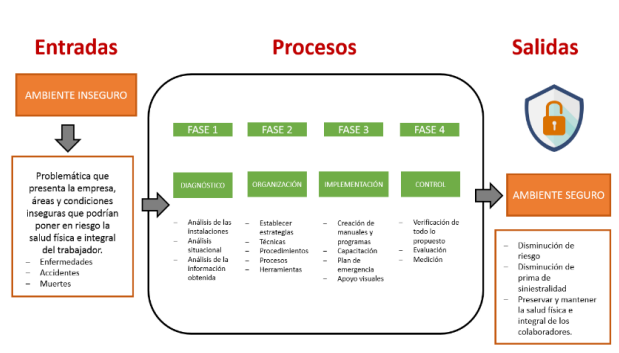 Entradas
Procesos
Salidas
AMBIENTE INSEGURO
Problemática que
presenta la empresa,
áreas y condiciones
inseguras que podrían
poner en riesgo la
salud física e integral
del trabajador.
– Enfermedades
– Accidentes
– Muertes
FASE 1
FASE 2
FASE 3
FASE 4
DIAGNÓSTICO
ORGANIZACIÓN
IMPLEMENTACIÓN
CONTROL
– Análisis de las
Instalaciones
– Análisis
situacional
– Análisis de la
información
obtenida
– Establecer
estrategias
– Técnicas
– Procedimientos
– Procesos
– Herramientas
– Creación de
manuales y
programas
– Capacitación
– Plan de
emergencia
– Apoyo visuales
– Verificación de
todo lo
propuesto
– Evaluación
– Medición
AMBIENTE SEGURO
– Disminución de
riesgo
– Disminución de
prima de
siniestralidad
– Preservar y mantener
la salud física e
integral de los
colaboradores.